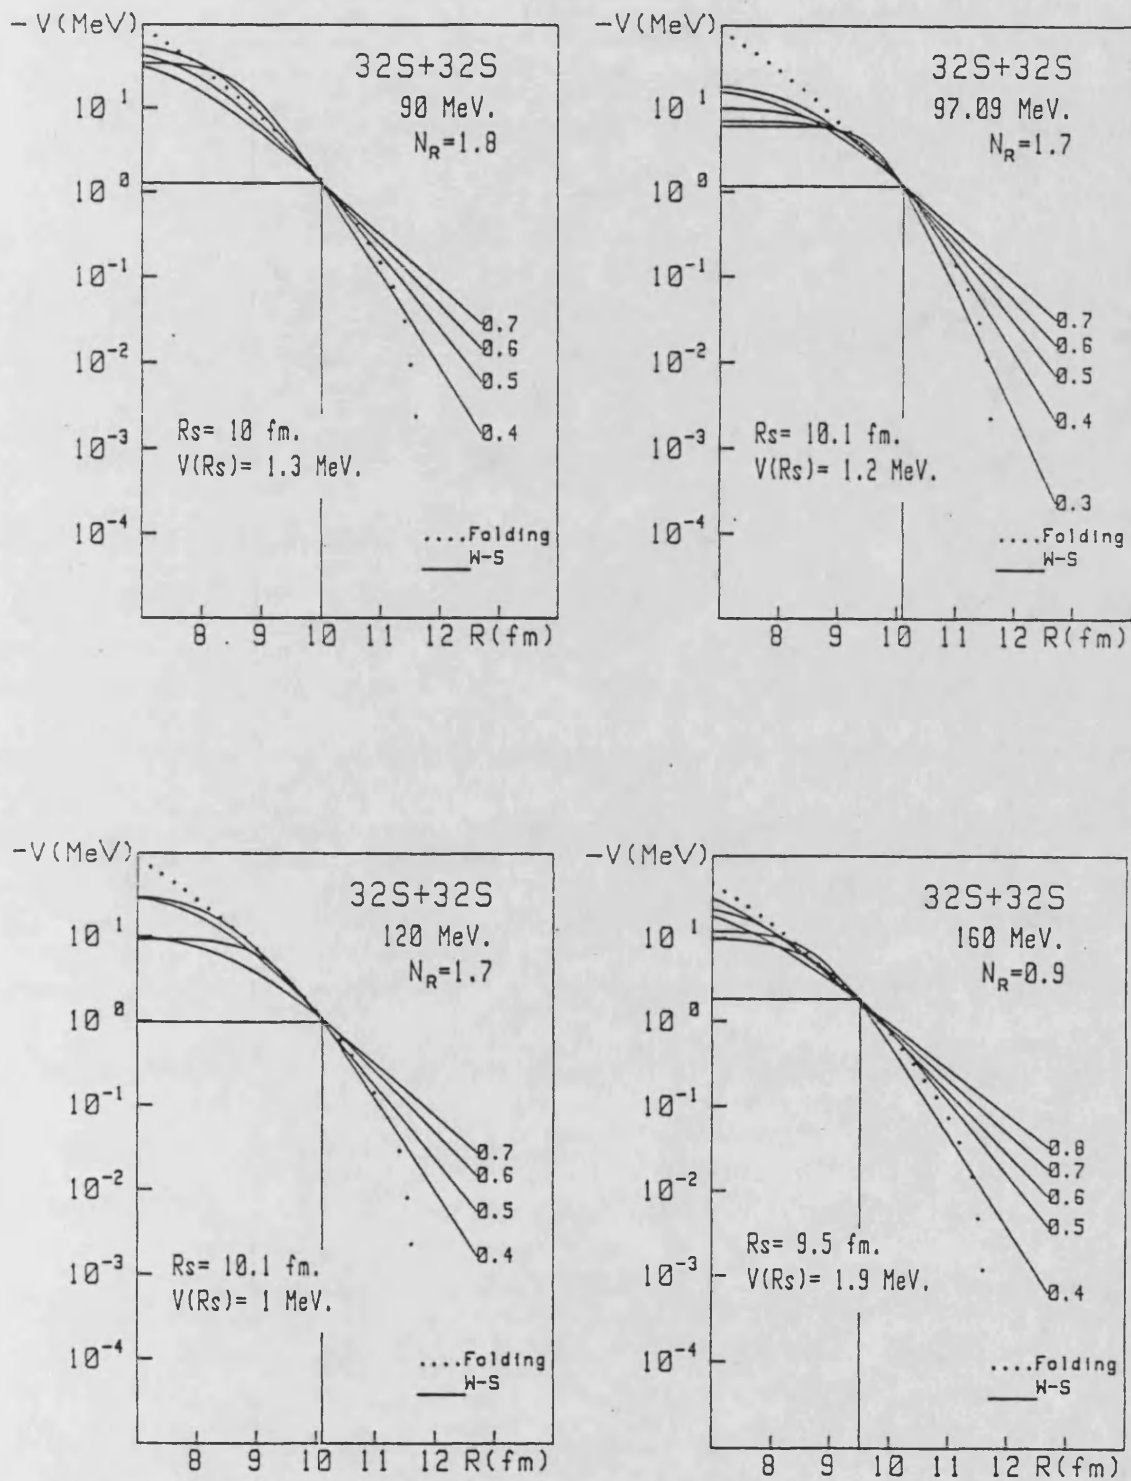 -V(MeV)
32S+32S
90 MeV.
N_R=1.8
10^1
10^0
10^-1
10^-2
10^-3
10^-4
0.7
0.6
0.5
0.4
Rs= 10 fm.
V(Rs)= 1.3 MeV.
....Folding
W-S
8 9 10 11 12 R(fm)
-V(MeV)
32S+32S
97.09 MeV.
N_R=1.7
10^1
10^0
10^-1
10^-2
10^-3
10^-4
0.7
0.6
0.5
0.4
0.3
Rs= 10.1 fm.
V(Rs)= 1.2 MeV.
....Folding
W-S
8 9 10 11 12 R(fm)
-V(MeV)
32S+32S
120 MeV.
N_R=1.7
10^1
10^0
10^-1
10^-2
10^-3
10^-4
0.7
0.6
0.5
0.4
Rs= 10.1 fm.
V(Rs)= 1 MeV.
....Folding
W-S
8 9 10 11 12 R(fm)
-V(MeV)
32S+32S
160 MeV.
N_R=0.9
10^1
10^0
10^-1
10^-2
10^-3
10^-4
0.8
0.7
0.6
0.5
0.4
Rs= 9.5 fm.
V(Rs)= 1.9 MeV.
....Folding
W-S
8 9 10 11 12 R(fm)